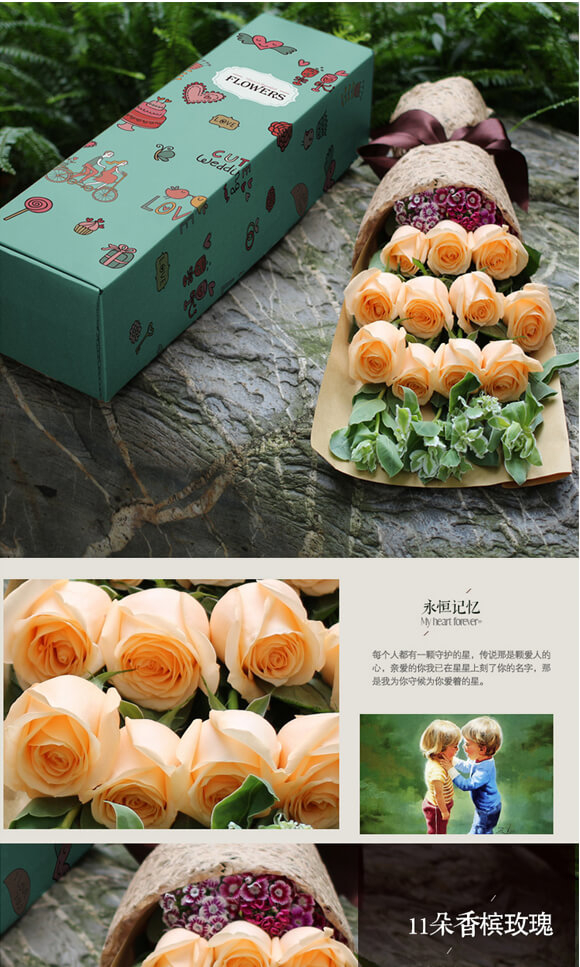 FLOWERS
LOVE
CUT
Wedding
LOVE
永恒记忆
My heart forever
每个人都有一颗守护的星，传说那是颗爱人的
心，亲爱的你我已在星星上刻了你的名字，那
是我为你守候为你爱着的星。
11朵香槟玫瑰